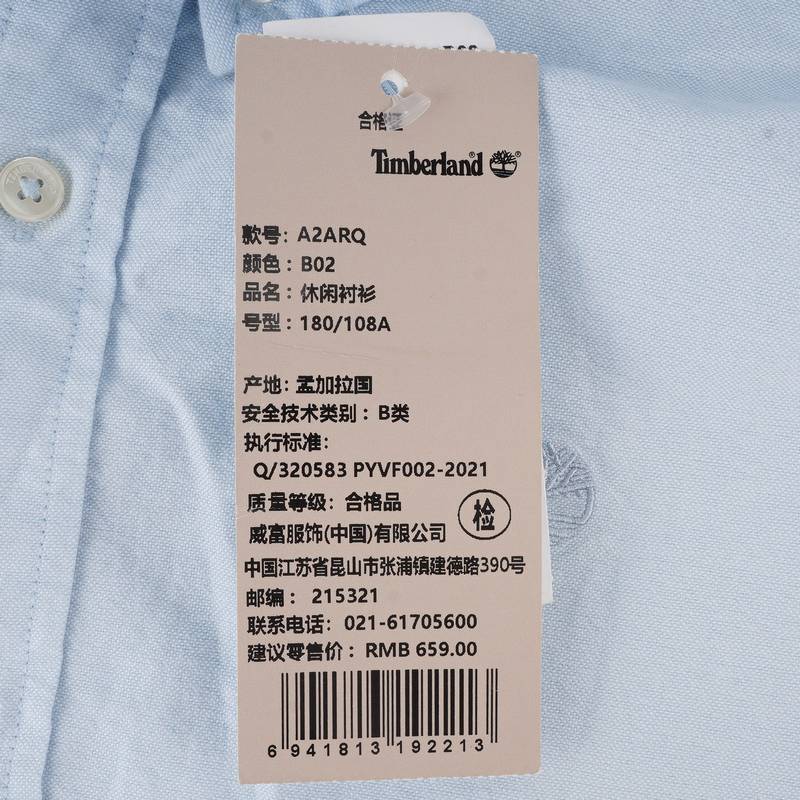 合格证
Timberland®
款号: A2ARQ
颜色: B02
品名: 休闲衬衫
号型: 180/108A
产地: 孟加拉国
安全技术类别: B类
执行标准:
Q/320583 PYVF002-2021
质量等级: 合格品
检
威富服饰(中国)有限公司
中国江苏省昆山市张浦镇建德路390号
邮编: 215321
联系电话: 021-61705600
建议零售价: RMB 659.00
6 941813 192213